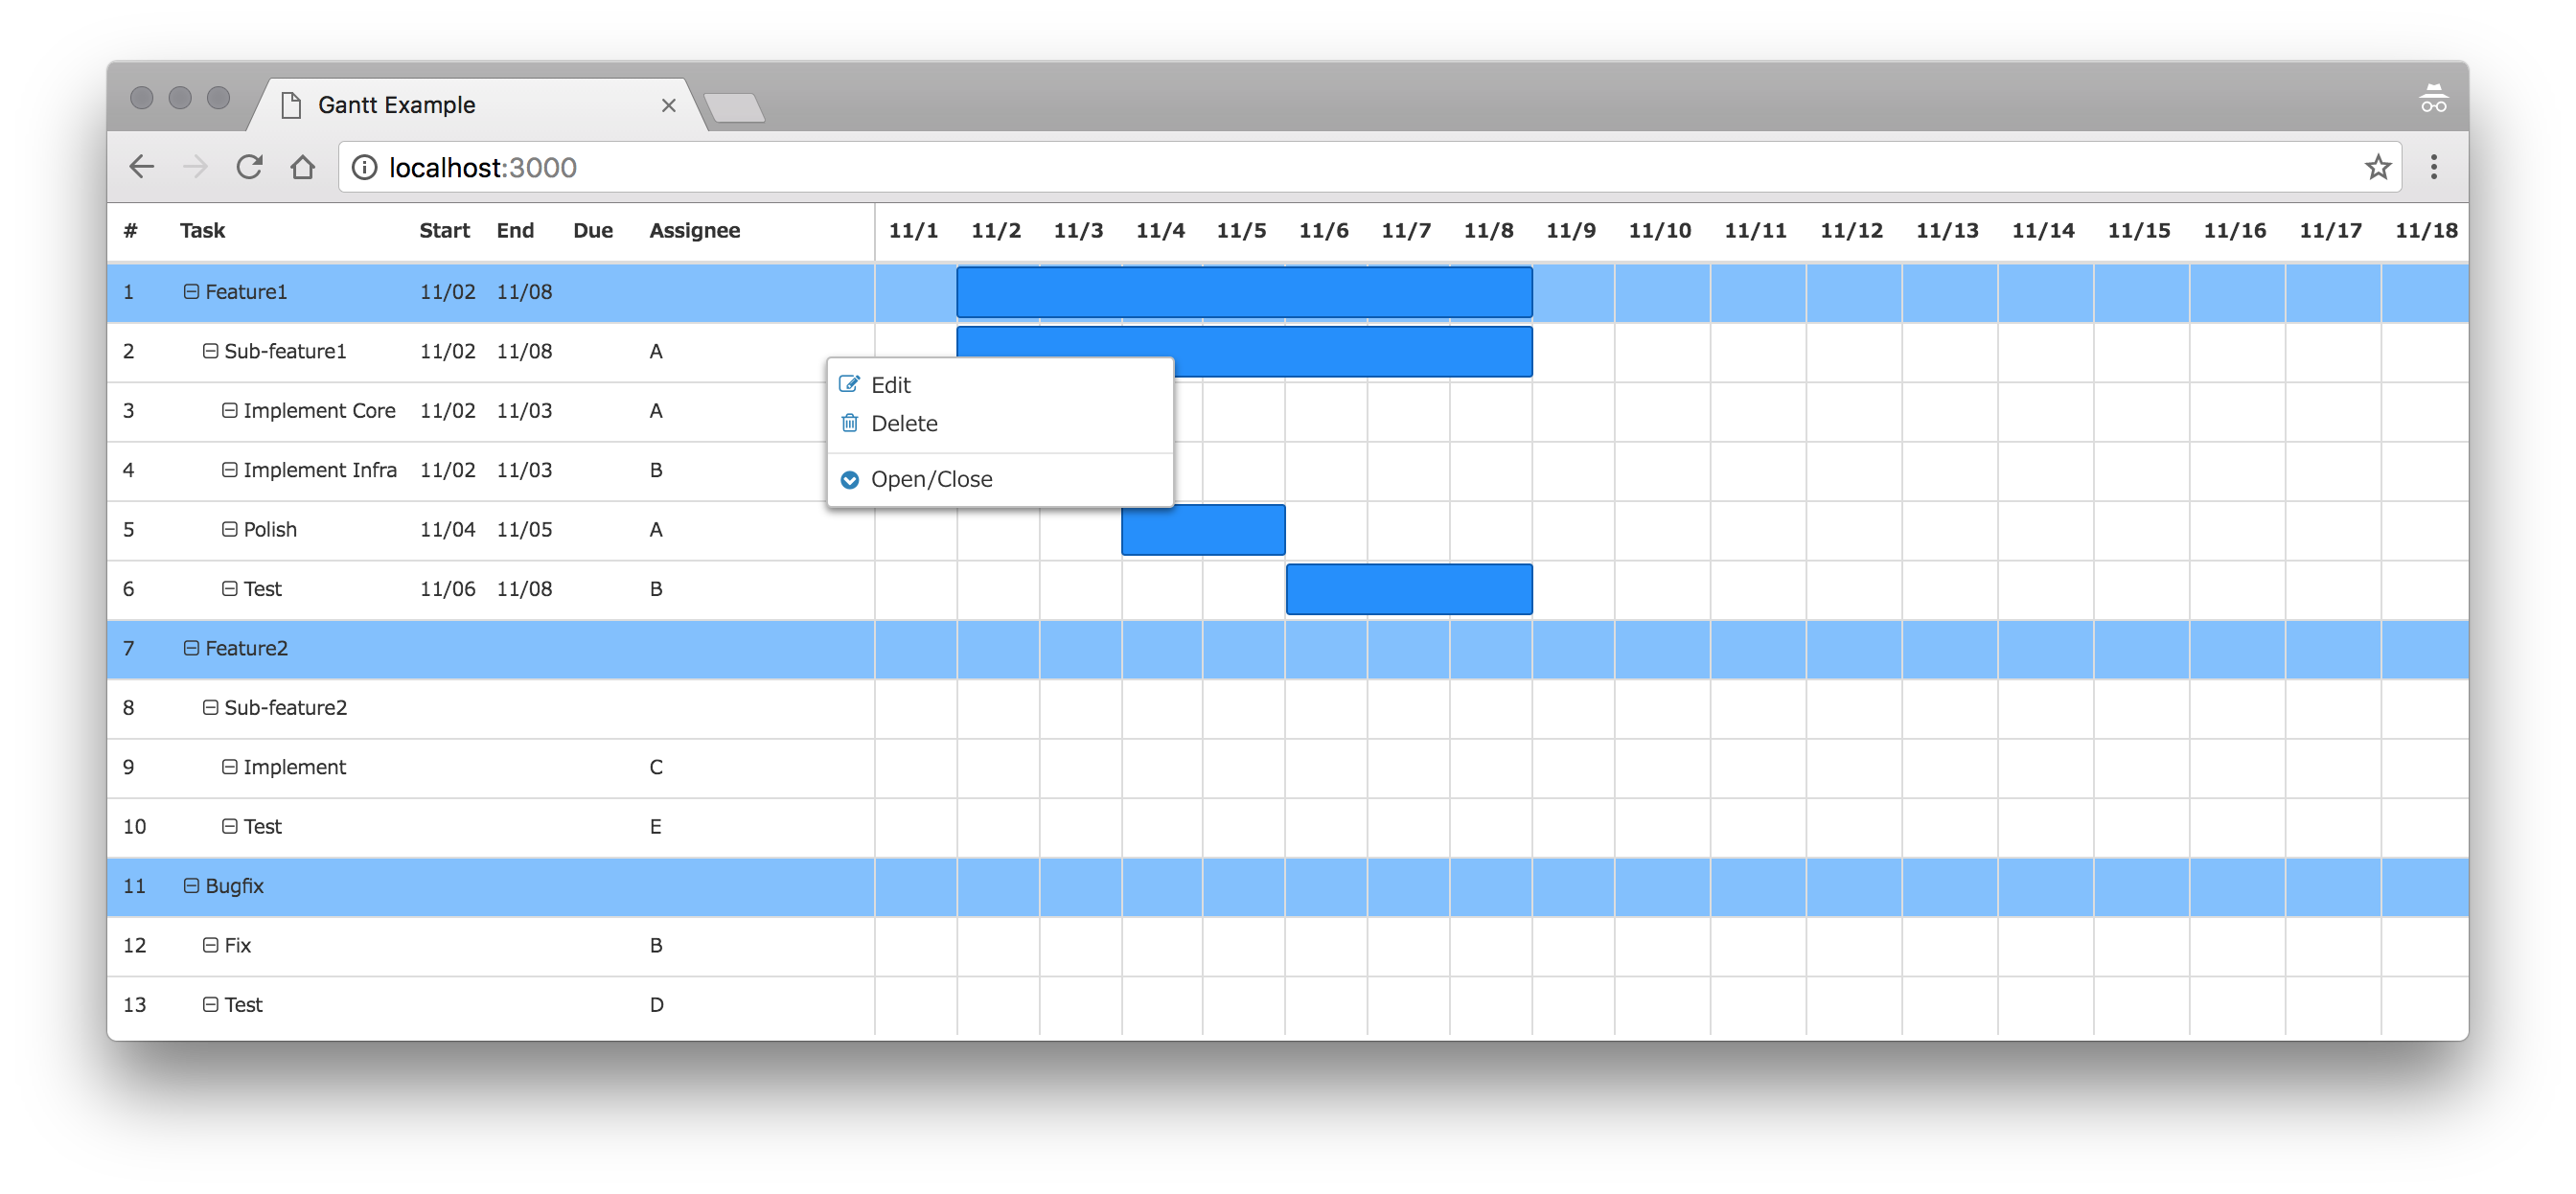 Gantt Example
localhost:3000
# Task Start End Due Assignee 11/1 11/2 11/3 11/4 11/5 11/6 11/7 11/8 11/9 11/10 11/11 11/12 11/13 11/14 11/15 11/16 11/17 11/18
1 Feature1 11/02 11/08
2 Sub-feature1 11/02 11/08 A
Edit
3 Implement Core 11/02 11/03 A
Delete
4 Implement Infra 11/02 11/03 B
Open/Close
5 Polish 11/04 11/05 A
6 Test 11/06 11/08 B
7 Feature2
8 Sub-feature2
9 Implement C
10 Test E
11 Bugfix
12 Fix B
13 Test D